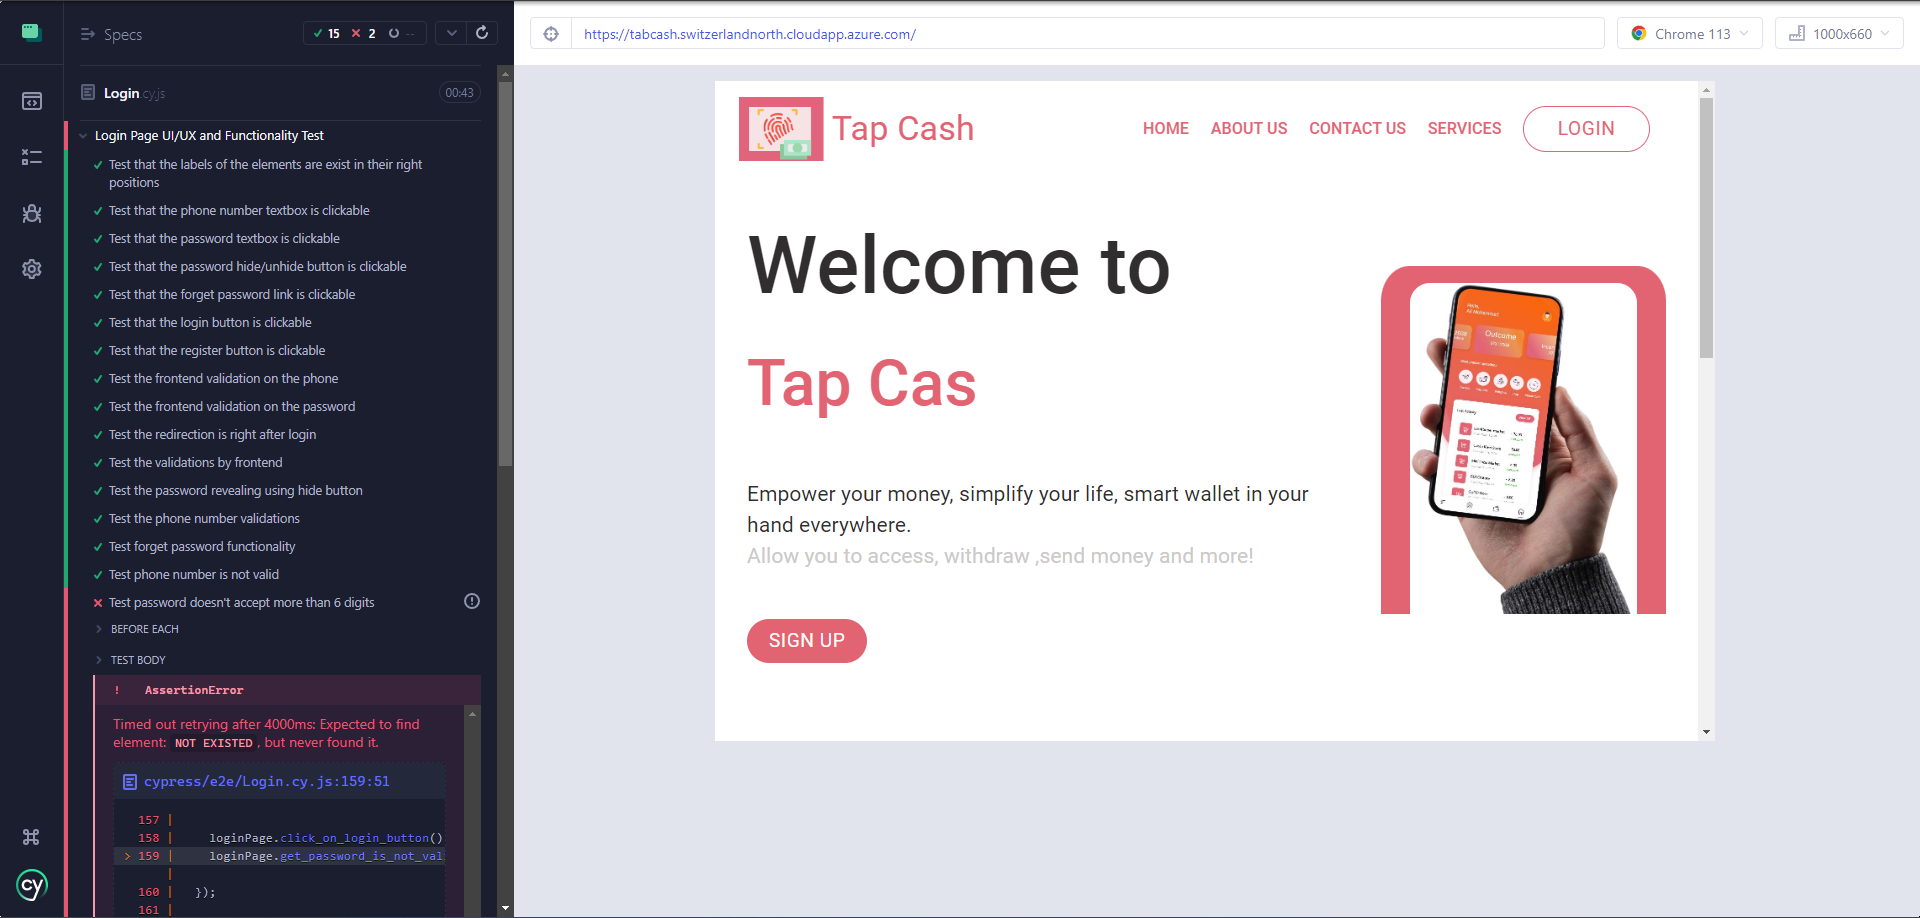 Specs
15
2
--
Login.cy.js
00:43
Login Page UI/UX and Functionality Test
Test that the labels of the elements are exist in their right
positions
Test that the phone number textbox is clickable
Test that the password textbox is clickable
Test that the password hide/unhide button is clickable
Test that the forget password link is clickable
Test that the login button is clickable
Test that the register button is clickable
Test the frontend validation on the phone
Test the frontend validation on the password
Test the redirection is right after login
Test the validations by frontend
Test the password revealing using hide button
Test the phone number validations
Test forget password functionality
Test phone number is not valid
Test password doesn't accept more than 6 digits
BEFORE EACH
TEST BODY
! AssertionError
Timed out retrying after 4000ms: Expected to find
element: NOT EXISTED, but never found it.
cypress/e2e/Login.cy.js:159:51
157 |
158 | loginPage.click_on_login_button()
> 159 | loginPage.get_password_is_not_val
|
160 | });
161 |
cy
https://tabcash.switzerlandnorth.cloudapp.azure.com/
Chrome 113
1000x660
Tap Cash
HOME
ABOUT US
CONTACT US
SERVICES
LOGIN
Welcome to
Tap Cas
Empower your money, simplify your life, smart wallet in your
hand everywhere.
Allow you to access, withdraw ,send money and more!
SIGN UP
Outcome